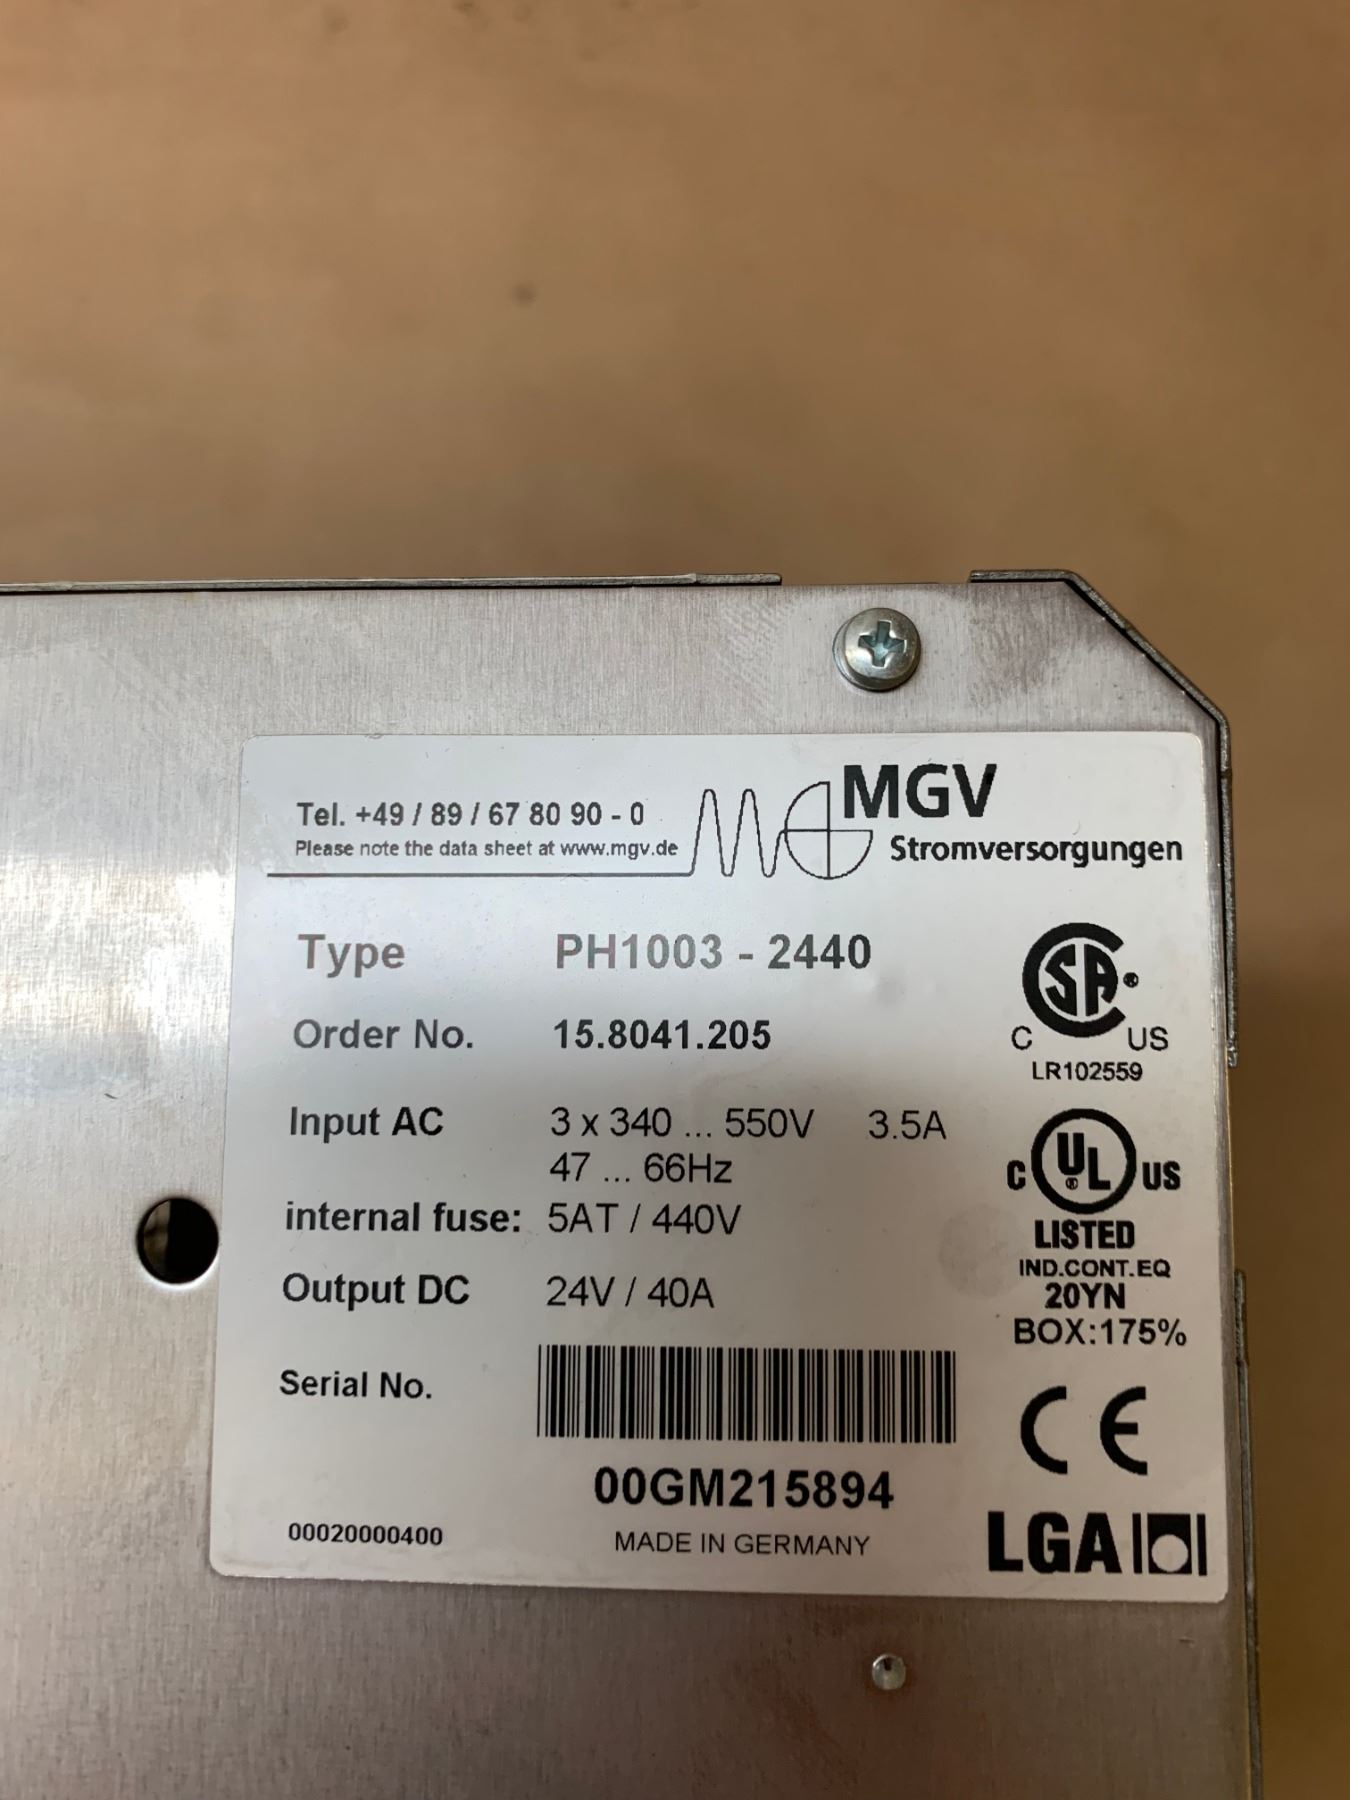 MGV
Tel. +49 / 89 / 67 80 90 - 0
Please note the data sheet at www.mgv.de
Stromversorgungen
Type PH1003 - 2440
Order No. 15.8041.205
Input AC 3 x 340 ... 550V 3.5A
47 ... 66Hz
internal fuse: 5AT / 440V
Output DC 24V / 40A
Serial No.
00GM215894
00020000400
MADE IN GERMANY
SA
C US
LR102559
C UL US
®
LISTED
IND.CONT.EQ
20YN
BOX:175%
CE
LGA